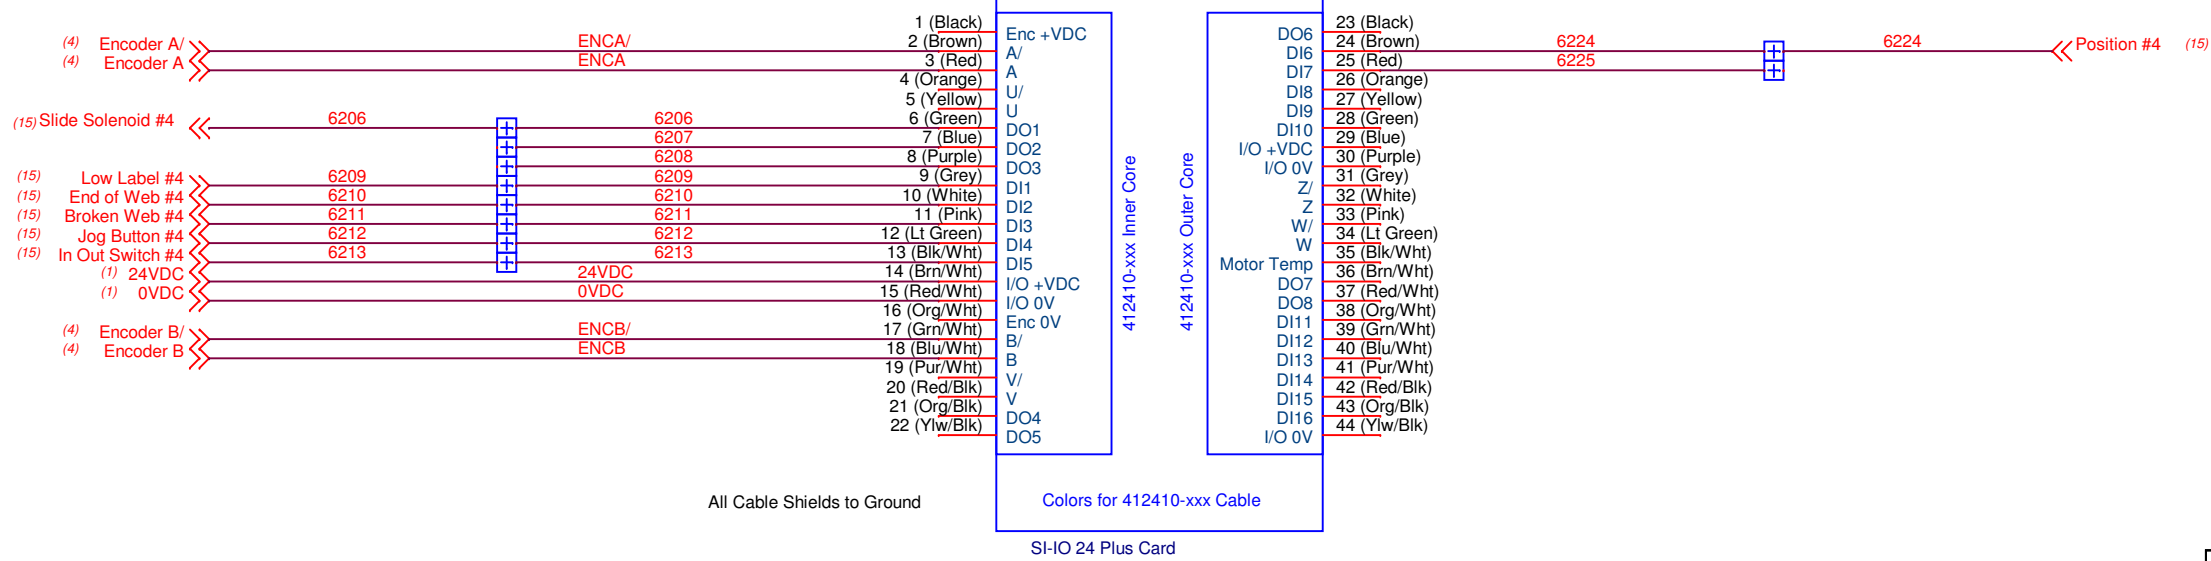 (4) Encoder A/ ENCA/
(4) Encoder A ENCA
(15) Slide Solenoid #4 6206 6206
6207
6208
(15) Low Label #4 6209 6209
(15) End of Web #4 6210 6210
(15) Broken Web #4 6211 6211
(15) Jog Button #4 6212 6212
(15) In Out Switch #4 6213 6213
(1) 24VDC 24VDC
(1) 0VDC 0VDC
(4) Encoder B/ ENCB/
(4) Encoder B ENCB
1 (Black) Enc +VDC
2 (Brown) A/
3 (Red) A
4 (Orange) U/
5 (Yellow) U
6 (Green) DO1
7 (Blue) DO2
8 (Purple) DO3
9 (Grey) DI1
10 (White) DI2
11 (Pink) DI3
12 (Lt Green) DI4
13 (Blk/Wht) DI5
14 (Brn/Wht) I/O +VDC
15 (Red/Wht) I/O 0V
16 (Org/Wht) Enc 0V
17 (Grn/Wht) B/
18 (Blu/Wht) B
19 (Pur/Wht) V/
20 (Red/Blk) V
21 (Org/Blk) DO4
22 (Ylw/Blk) DO5
412410-xxx Inner Core
412410-xxx Outer Core
DO6 23 (Black)
DI6 24 (Brown) 6224 6224 Position #4 (15)
DI7 25 (Red) 6225
DI8 26 (Orange)
DI9 27 (Yellow)
DI10 28 (Green)
I/O +VDC 29 (Blue)
I/O 0V 30 (Purple)
Z/ 31 (Grey)
Z 32 (White)
W/ 33 (Pink)
W 34 (Lt Green)
Motor Temp 35 (Blk/Wht)
DO7 36 (Brn/Wht)
DO8 37 (Red/Wht)
DI11 38 (Org/Wht)
DI12 39 (Grn/Wht)
DI13 40 (Blu/Wht)
DI14 41 (Pur/Wht)
DI15 42 (Red/Blk)
DI16 43 (Org/Blk)
I/O 0V 44 (Ylw/Blk)
All Cable Shields to Ground
Colors for 412410-xxx Cable
SI-IO 24 Plus Card